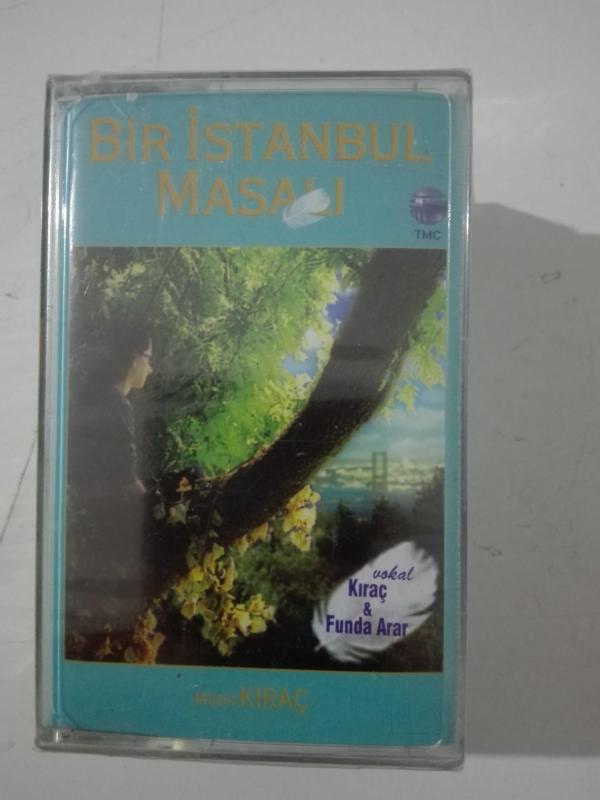 BİR İSTANBUL
MASALI
TMC
vokal
Kıraç
&
Funda Arar
Müzik: KIRAÇ